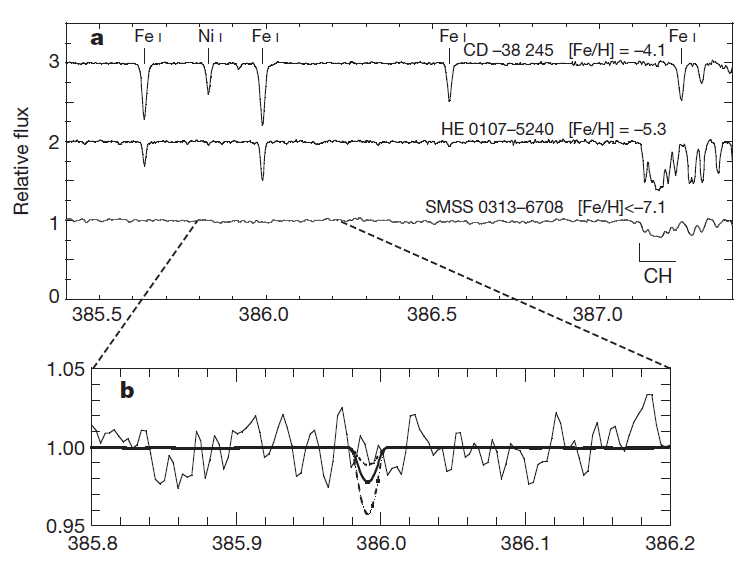 a Fe I Ni I Fe I Fe I Fe I
CD –38 245 [Fe/H] = –4.1
3
HE 0107–5240 [Fe/H] = –5.3
2
SMSS 0313–6708 [Fe/H]<–7.1
1
CH
0
Relative flux
385.5 386.0 386.5 387.0
1.05
b
1.00
0.95
385.8 385.9 386.0 386.1 386.2